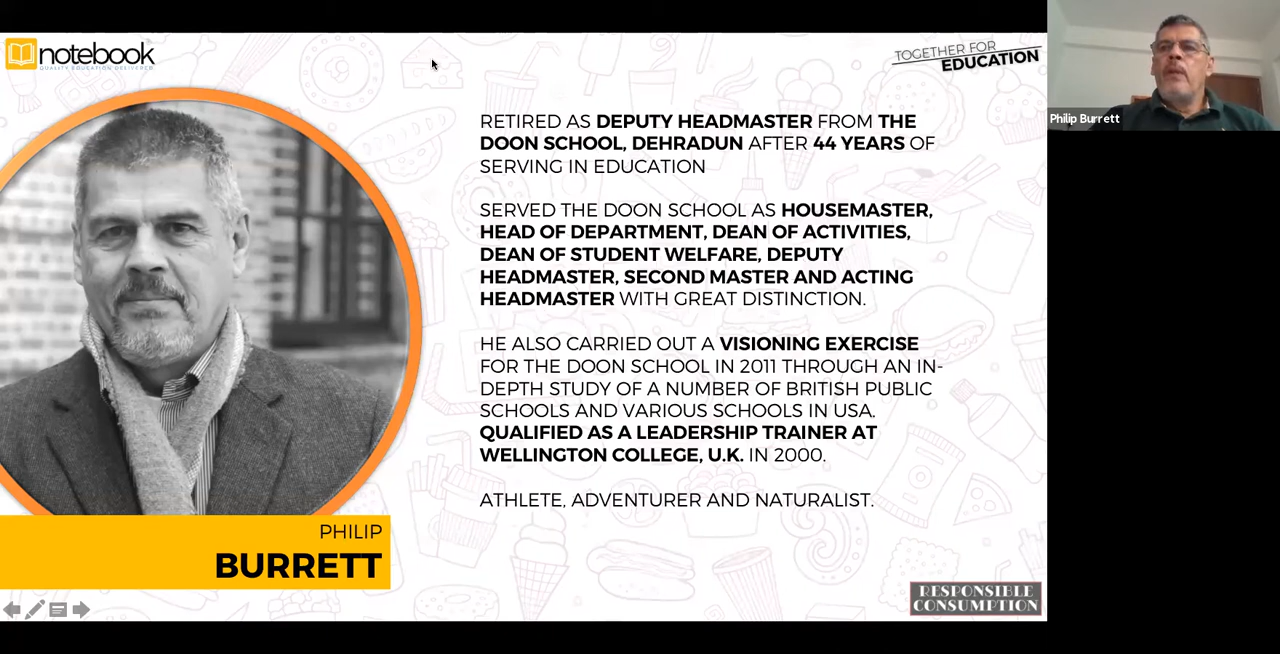 notebook
QUALITY EDUCATION DELIVERED
TOGETHER FOR
EDUCATION
Philip Burrett
RETIRED AS DEPUTY HEADMASTER FROM THE
DOON SCHOOL, DEHRADUN AFTER 44 YEARS OF
SERVING IN EDUCATION
SERVED THE DOON SCHOOL AS HOUSEMASTER,
HEAD OF DEPARTMENT, DEAN OF ACTIVITIES,
DEAN OF STUDENT WELFARE, DEPUTY
HEADMASTER, SECOND MASTER AND ACTING
HEADMASTER WITH GREAT DISTINCTION.
HE ALSO CARRIED OUT A VISIONING EXERCISE
FOR THE DOON SCHOOL IN 2011 THROUGH AN IN-
DEPTH STUDY OF A NUMBER OF BRITISH PUBLIC
SCHOOLS AND VARIOUS SCHOOLS IN USA.
QUALIFIED AS A LEADERSHIP TRAINER AT
WELLINGTON COLLEGE, U.K. IN 2000.
ATHLETE, ADVENTURER AND NATURALIST.
PHILIP
BURRETT
RESPONSIBLE
CONSUMPTION